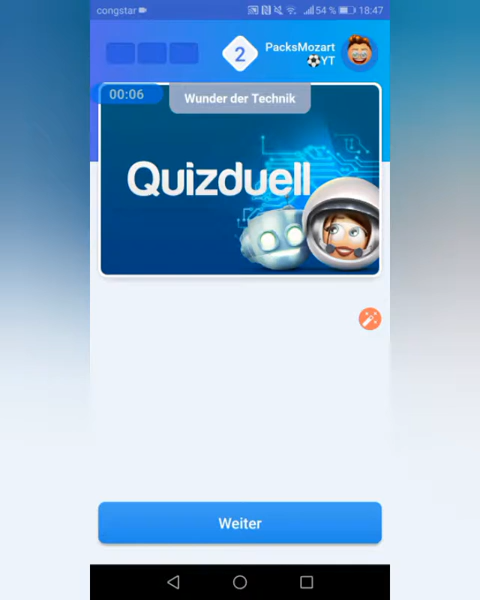 congstar
54 % 18:47
2
PacksMozart
⚽YT
00:06
Wunder der Technik
Quizduell
Weiter